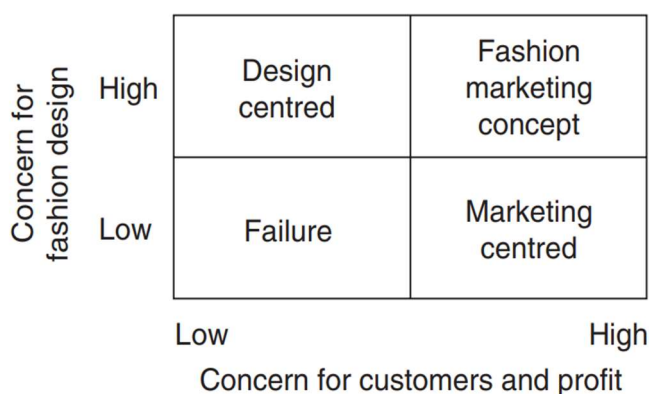 Concern for
fashion design
High
Design
centred
Fashion
marketing
concept
Low
Failure
Marketing
centred
Low
High
Concern for customers and profit